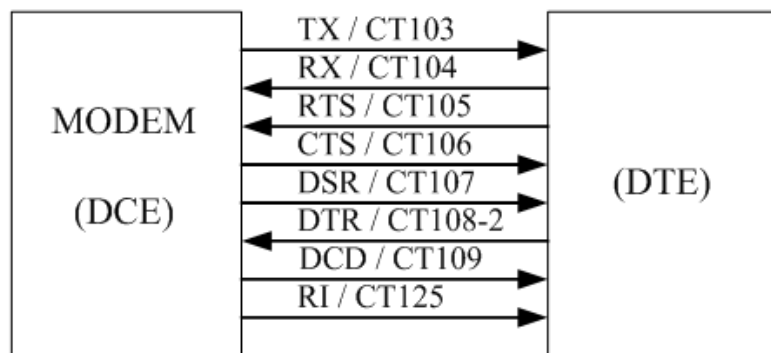 TX / CT103
RX / CT104
RTS / CT105
MODEM
CTS / CT106
DSR / CT107
(DTE)
(DCE)
DTR / CT108-2
DCD / CT109
RI / CT125